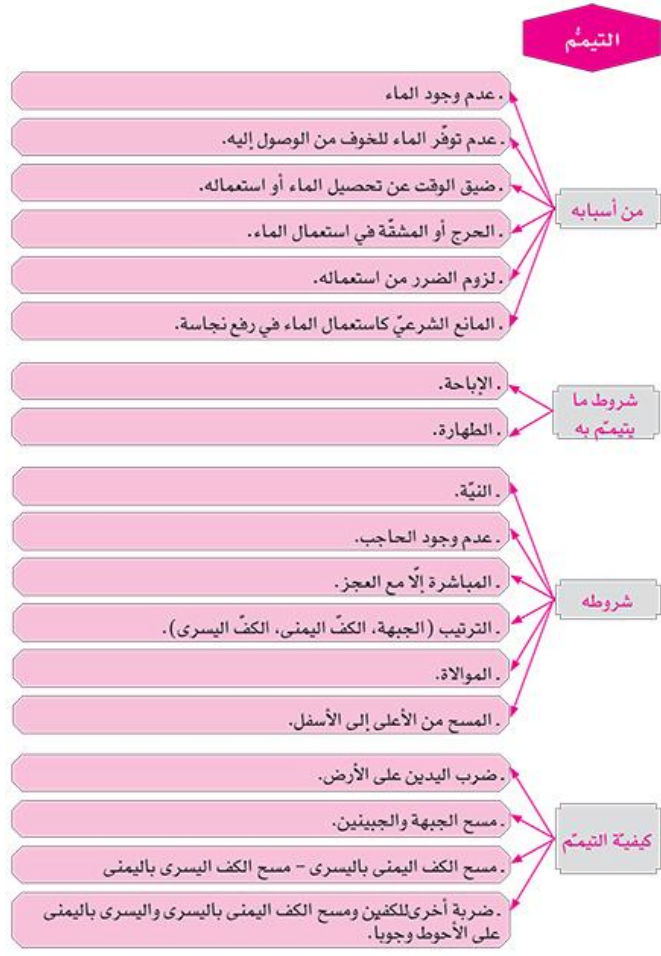 التيمُّم
من أسبابه
. عدم وجود الماء
. عدم توفّر الماء للخوف من الوصول إليه.
. ضيق الوقت عن تحصيل الماء أو استعماله.
. الحرج أو المشقّة في استعمال الماء.
. لزوم الضرر من استعماله.
. المانع الشرعيّ كاستعمال الماء في رفع نجاسة.
شروط ما
يتيمّم به
. الإباحة.
. الطهارة.
شروطه
. النيّة.
. عدم وجود الحاجب.
. المباشرة إلّا مع العجز.
. الترتيب (الجبهة، الكفّ اليمنى، الكفّ اليسرى).
. الموالاة.
. المسح من الأعلى إلى الأسفل.
كيفيّة التيمّم
. ضرب اليدين على الأرض.
. مسح الجبهة والجبينين.
. مسح الكف اليمنى باليسرى – مسح الكف اليسرى باليمنى
. ضربة أخرىللكفين ومسح الكف اليمنى باليسرى واليسرى باليمنى
على الأحوط وجوباً.